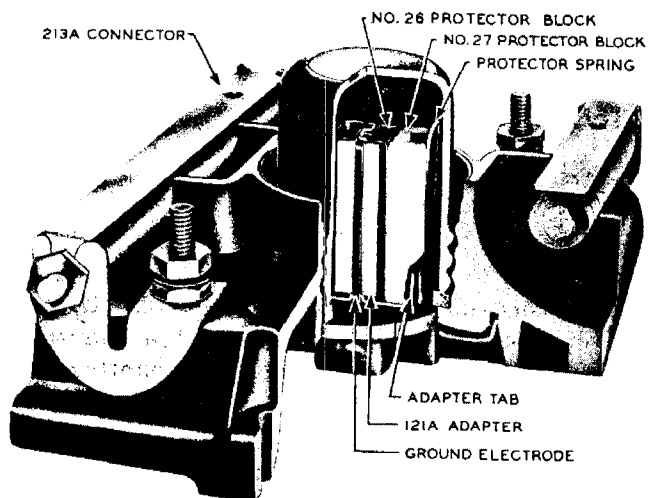 NO. 26 PROTECTOR BLOCK
213A CONNECTOR
NO. 27 PROTECTOR BLOCK
PROTECTOR SPRING
ADAPTER TAB
121A ADAPTER
GROUND ELECTRODE